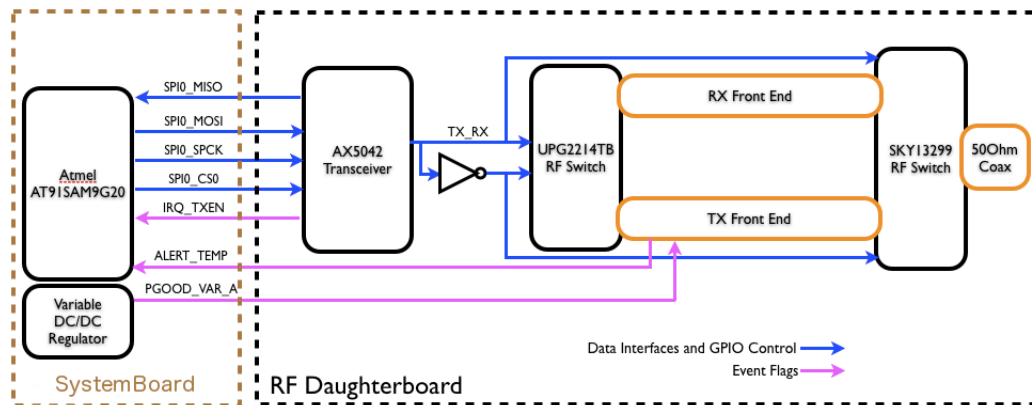 SPI0_MISO
SPI0_MOSI
SPI0_SPCK
SPI0_CS0
IRQ_TXEN
ALERT_TEMP
PGOOD_VAR_A
Atmel
AT91SAM9G20
Variable
DC/DC
Regulator
SystemBoard
AX5042
Transceiver
TX_RX
UPG2214TB
RF Switch
RX Front End
TX Front End
SKY13299
RF Switch
50Ohm
Coax
Data Interfaces and GPIO Control
Event Flags
RF Daughterboard